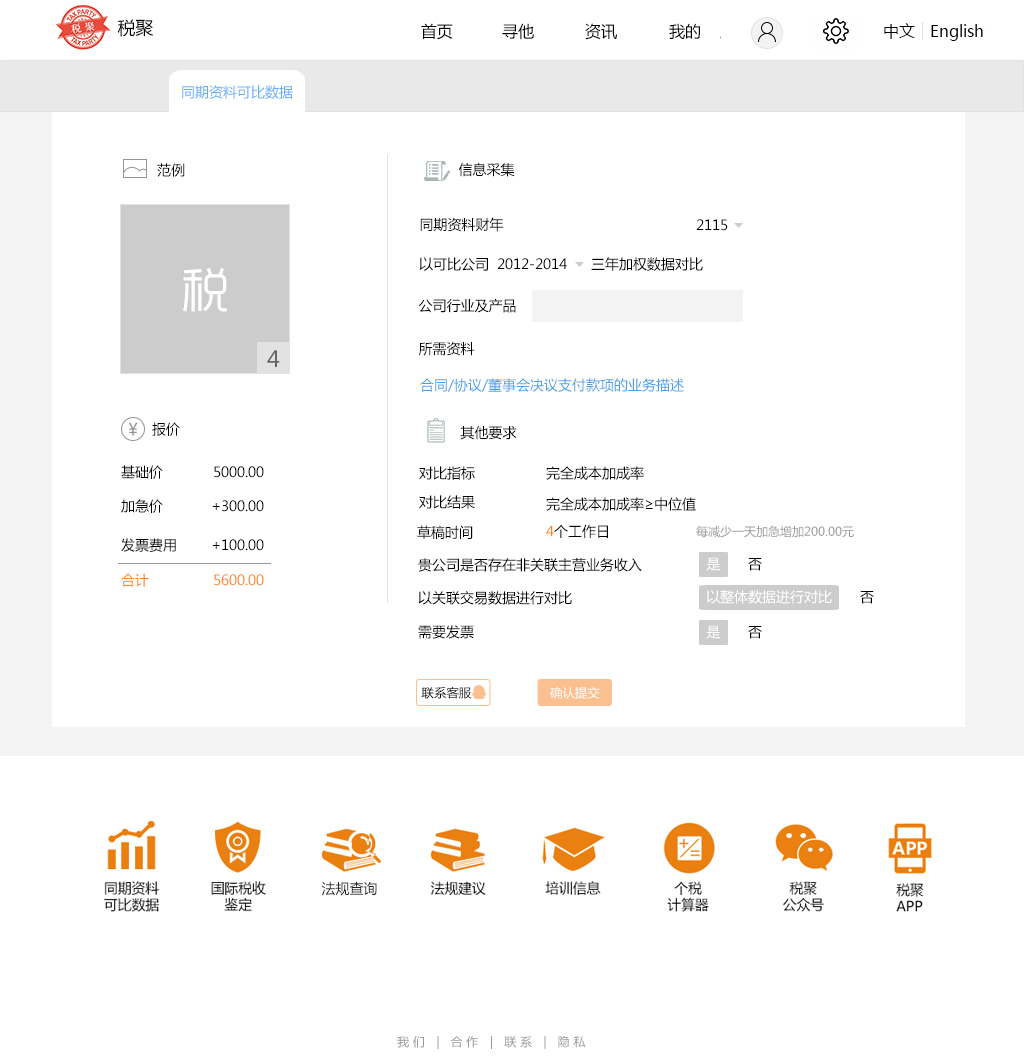 TAX PARTY
税聚
TAX PARTY
税聚
首页 寻他 资讯 我的 中文 English
同期资料可比数据
范例
税
4
¥ 报价
基础价 5000.00
加急价 +300.00
发票费用 +100.00
合计 5600.00
信息采集
同期资料财年 2115
以可比公司 2012-2014 三年加权数据对比
公司行业及产品
所需资料
合同/协议/董事会决议支付款项的业务描述
其他要求
对比指标 完全成本加成率
对比结果 完全成本加成率≥中位值
草稿时间 4个工作日 每减少一天加急增加200.00元
贵公司是否存在非关联主营业务收入 是 否
以关联交易数据进行对比 以整体数据进行对比 否
需要发票 是 否
联系客服 确认提交
同期资料
可比数据
国际税收
鉴定
法规查询
法规建议
培训信息
个税
计算器
税聚
公众号
APP
税聚
APP
我们 | 合作 | 联系 | 隐私